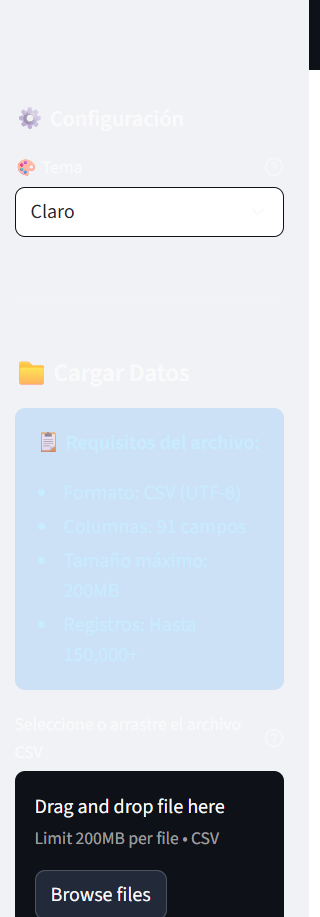 Configuración
Tema
Claro
Cargar Datos
Requisitos del archivo:
Formato: CSV (UTF-8)
Columnas: 91 campos
Tamaño máximo:
200MB
Registros: Hasta
150,000+
Seleccione o arrastre el archivo
CSV
Drag and drop file here
Limit 200MB per file • CSV
Browse files